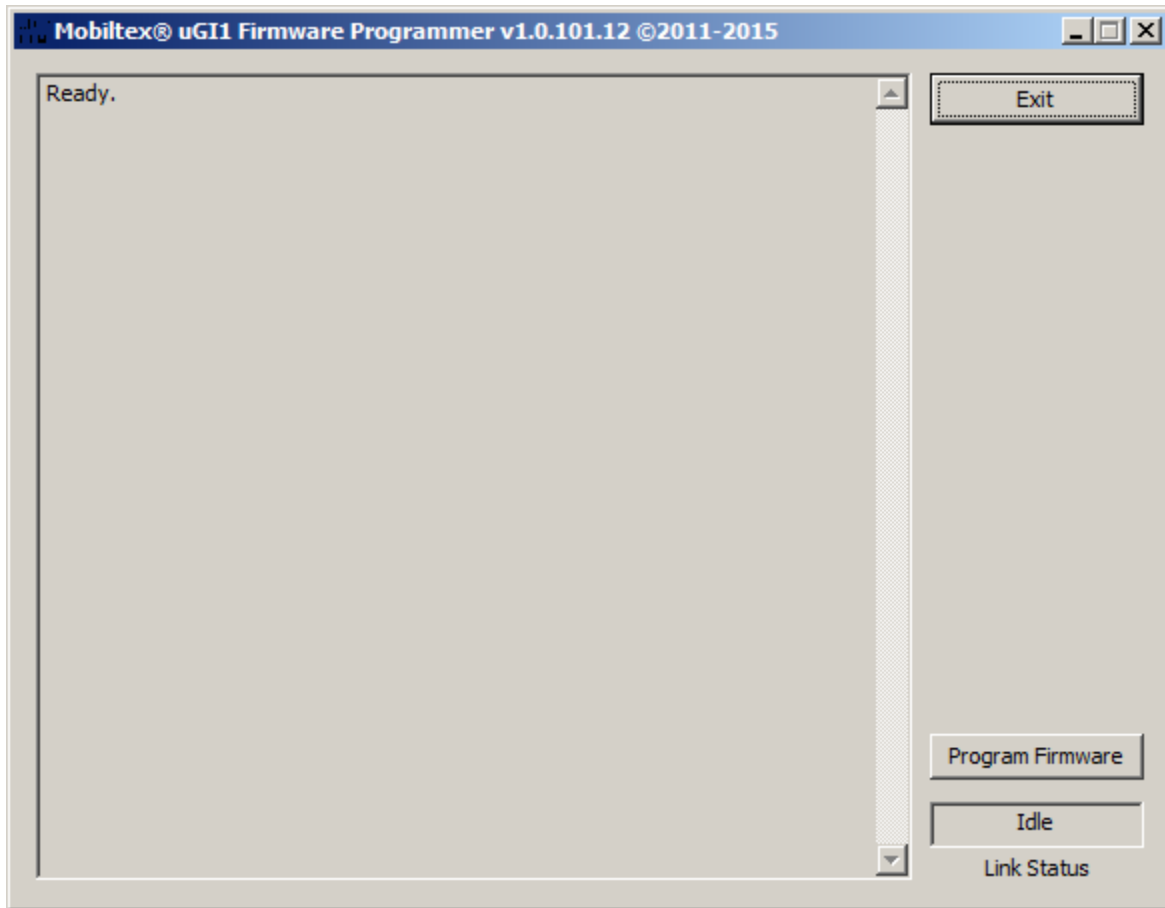 Mobiltex® uGI1 Firmware Programmer v1.0.101.12 ©2011-2015
Ready.
Exit
Program Firmware
Idle
Link Status